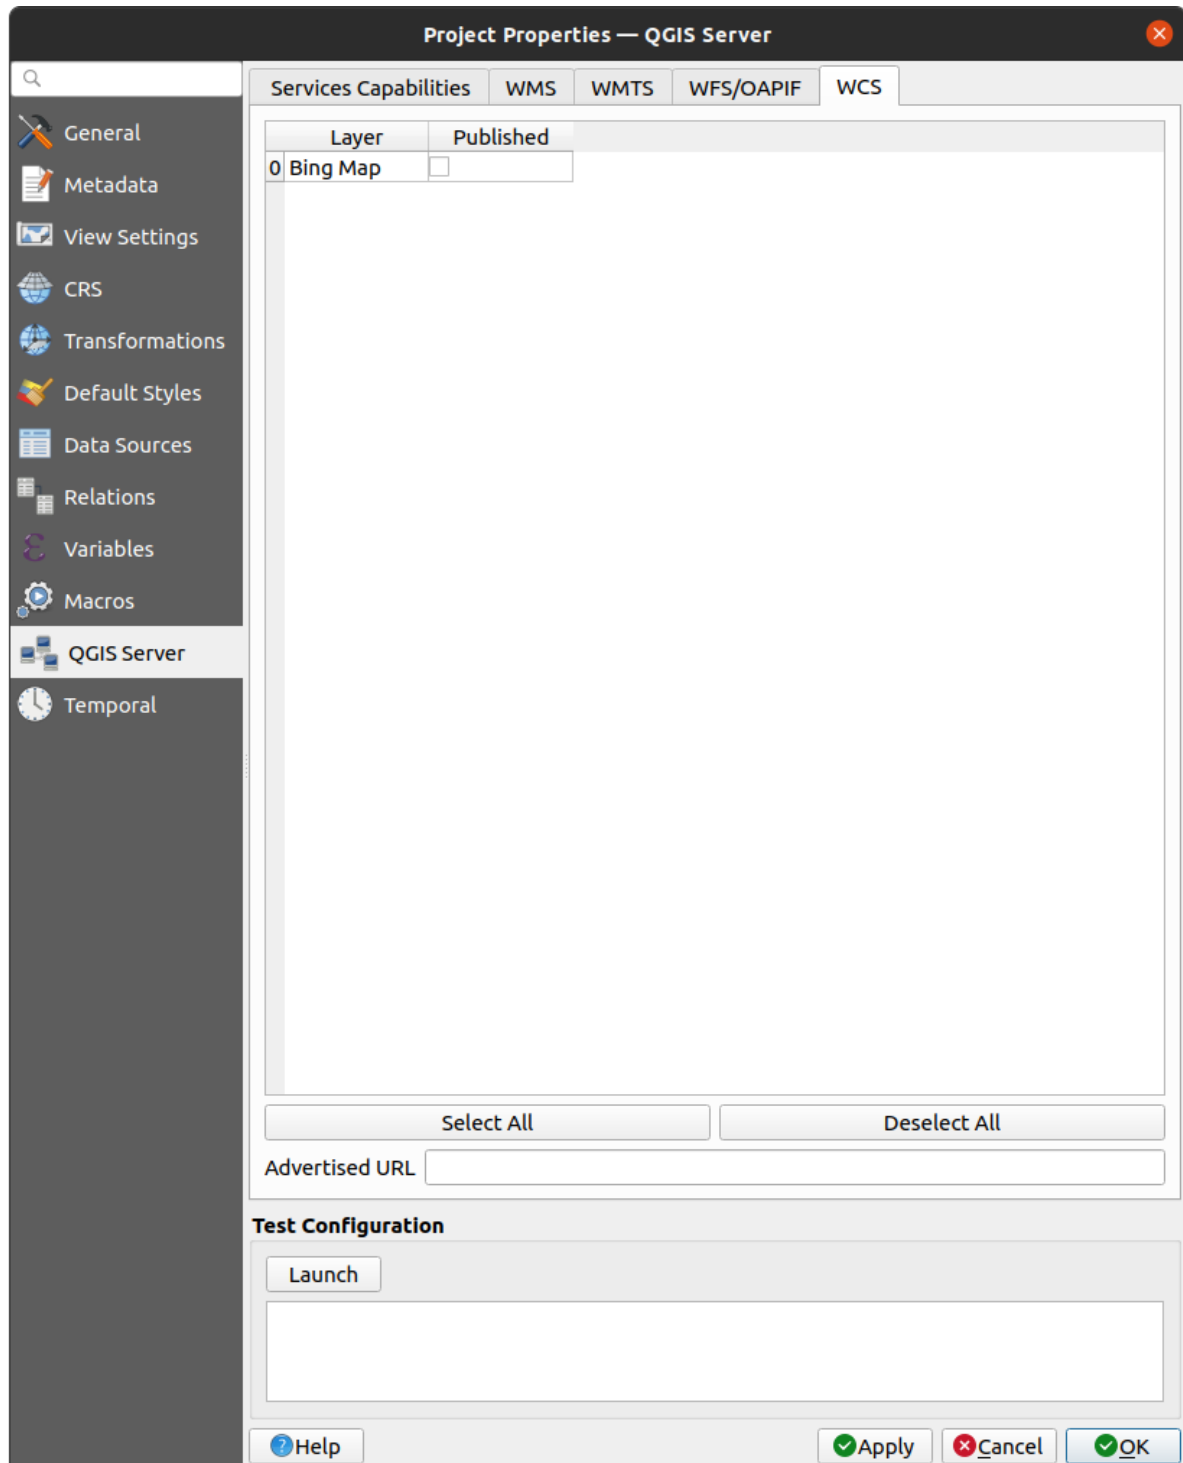 Project Properties — QGIS Server
General
Metadata
View Settings
CRS
Transformations
Default Styles
Data Sources
Relations
Variables
Macros
QGIS Server
Temporal
Services Capabilities WMS WMTS WFS/OAPIF WCS
Layer Published
0 Bing Map
Select All Deselect All
Advertised URL
Test Configuration
Launch
Help Apply Cancel OK